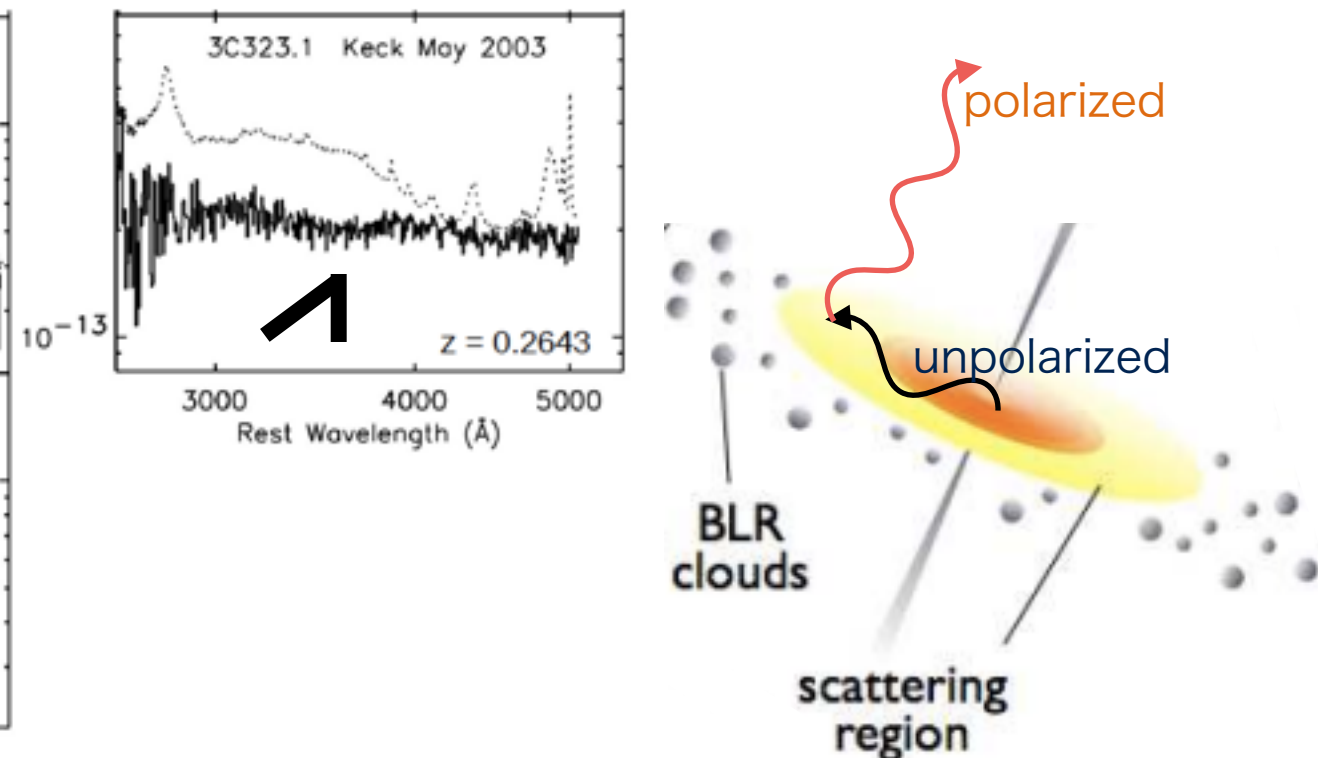 3C323.1 Keck May 2003
10-13
z = 0.2643
3000 4000 5000
Rest Wavelength (Å)
polarized
unpolarized
BLR
clouds
scattering
region